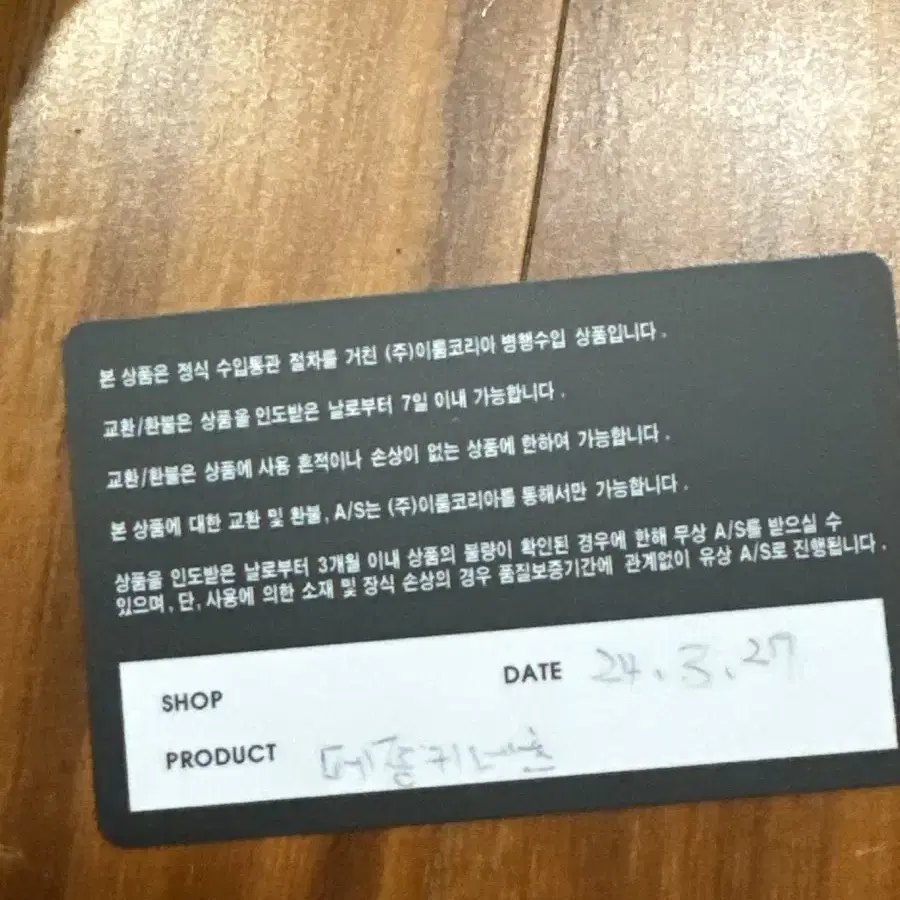 본 상품은 정식 수입통관 절차를 거친 (주)이룸코리아 병행수입 상품입니다.
교환/환불은 상품을 인도받은 날로부터 7일 이내 가능합니다.
교환/환불은 상품에 사용 흔적이나 손상이 없는 상품에 한하여 가능합니다.
본 상품에 대한 교환 및 환불, A/S는 (주)이룸코리아를 통해서만 가능합니다.
상품을 인도받은 날로부터 3개월 이내 상품의 불량이 확인된 경우에 한해 무상 A/S를 받으실 수
있으며, 단, 사용에 의한 소재 및 장식 손상의 경우 품질보증기간에 관계없이 유상 A/S로 진행됩니다.
SHOP
DATE 24.3.27
PRODUCT